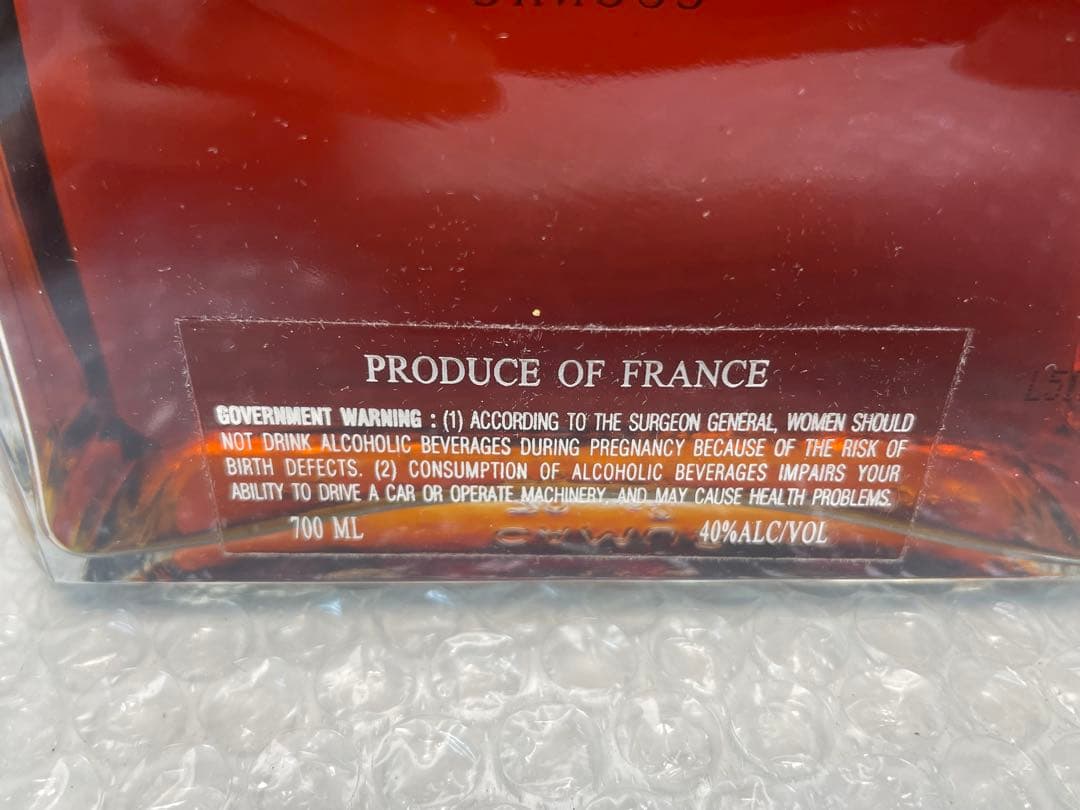 PRODUCE OF FRANCE
GOVERNMENT WARNING : (1) ACCORDING TO THE SURGEON GENERAL, WOMEN SHOULD
NOT DRINK ALCOHOLIC BEVERAGES DURING PREGNANCY BECAUSE OF THE RISK OF
BIRTH DEFECTS. (2) CONSUMPTION OF ALCOHOLIC BEVERAGES IMPAIRS YOUR
ABILITY TO DRIVE A CAR OR OPERATE MACHINERY, AND MAY CAUSE HEALTH PROBLEMS.
700 ML 40%ALC/VOL